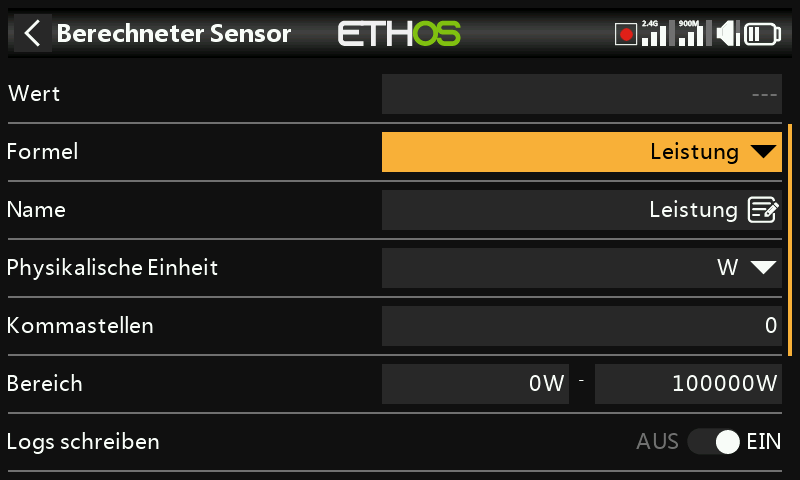 Berechneter Sensor ETHOS 2.4G 900M
Wert ---
Formel Leistung
Name Leistung
Physikalische Einheit W
Kommastellen 0
Bereich 0W - 100000W
Logs schreiben AUS EIN